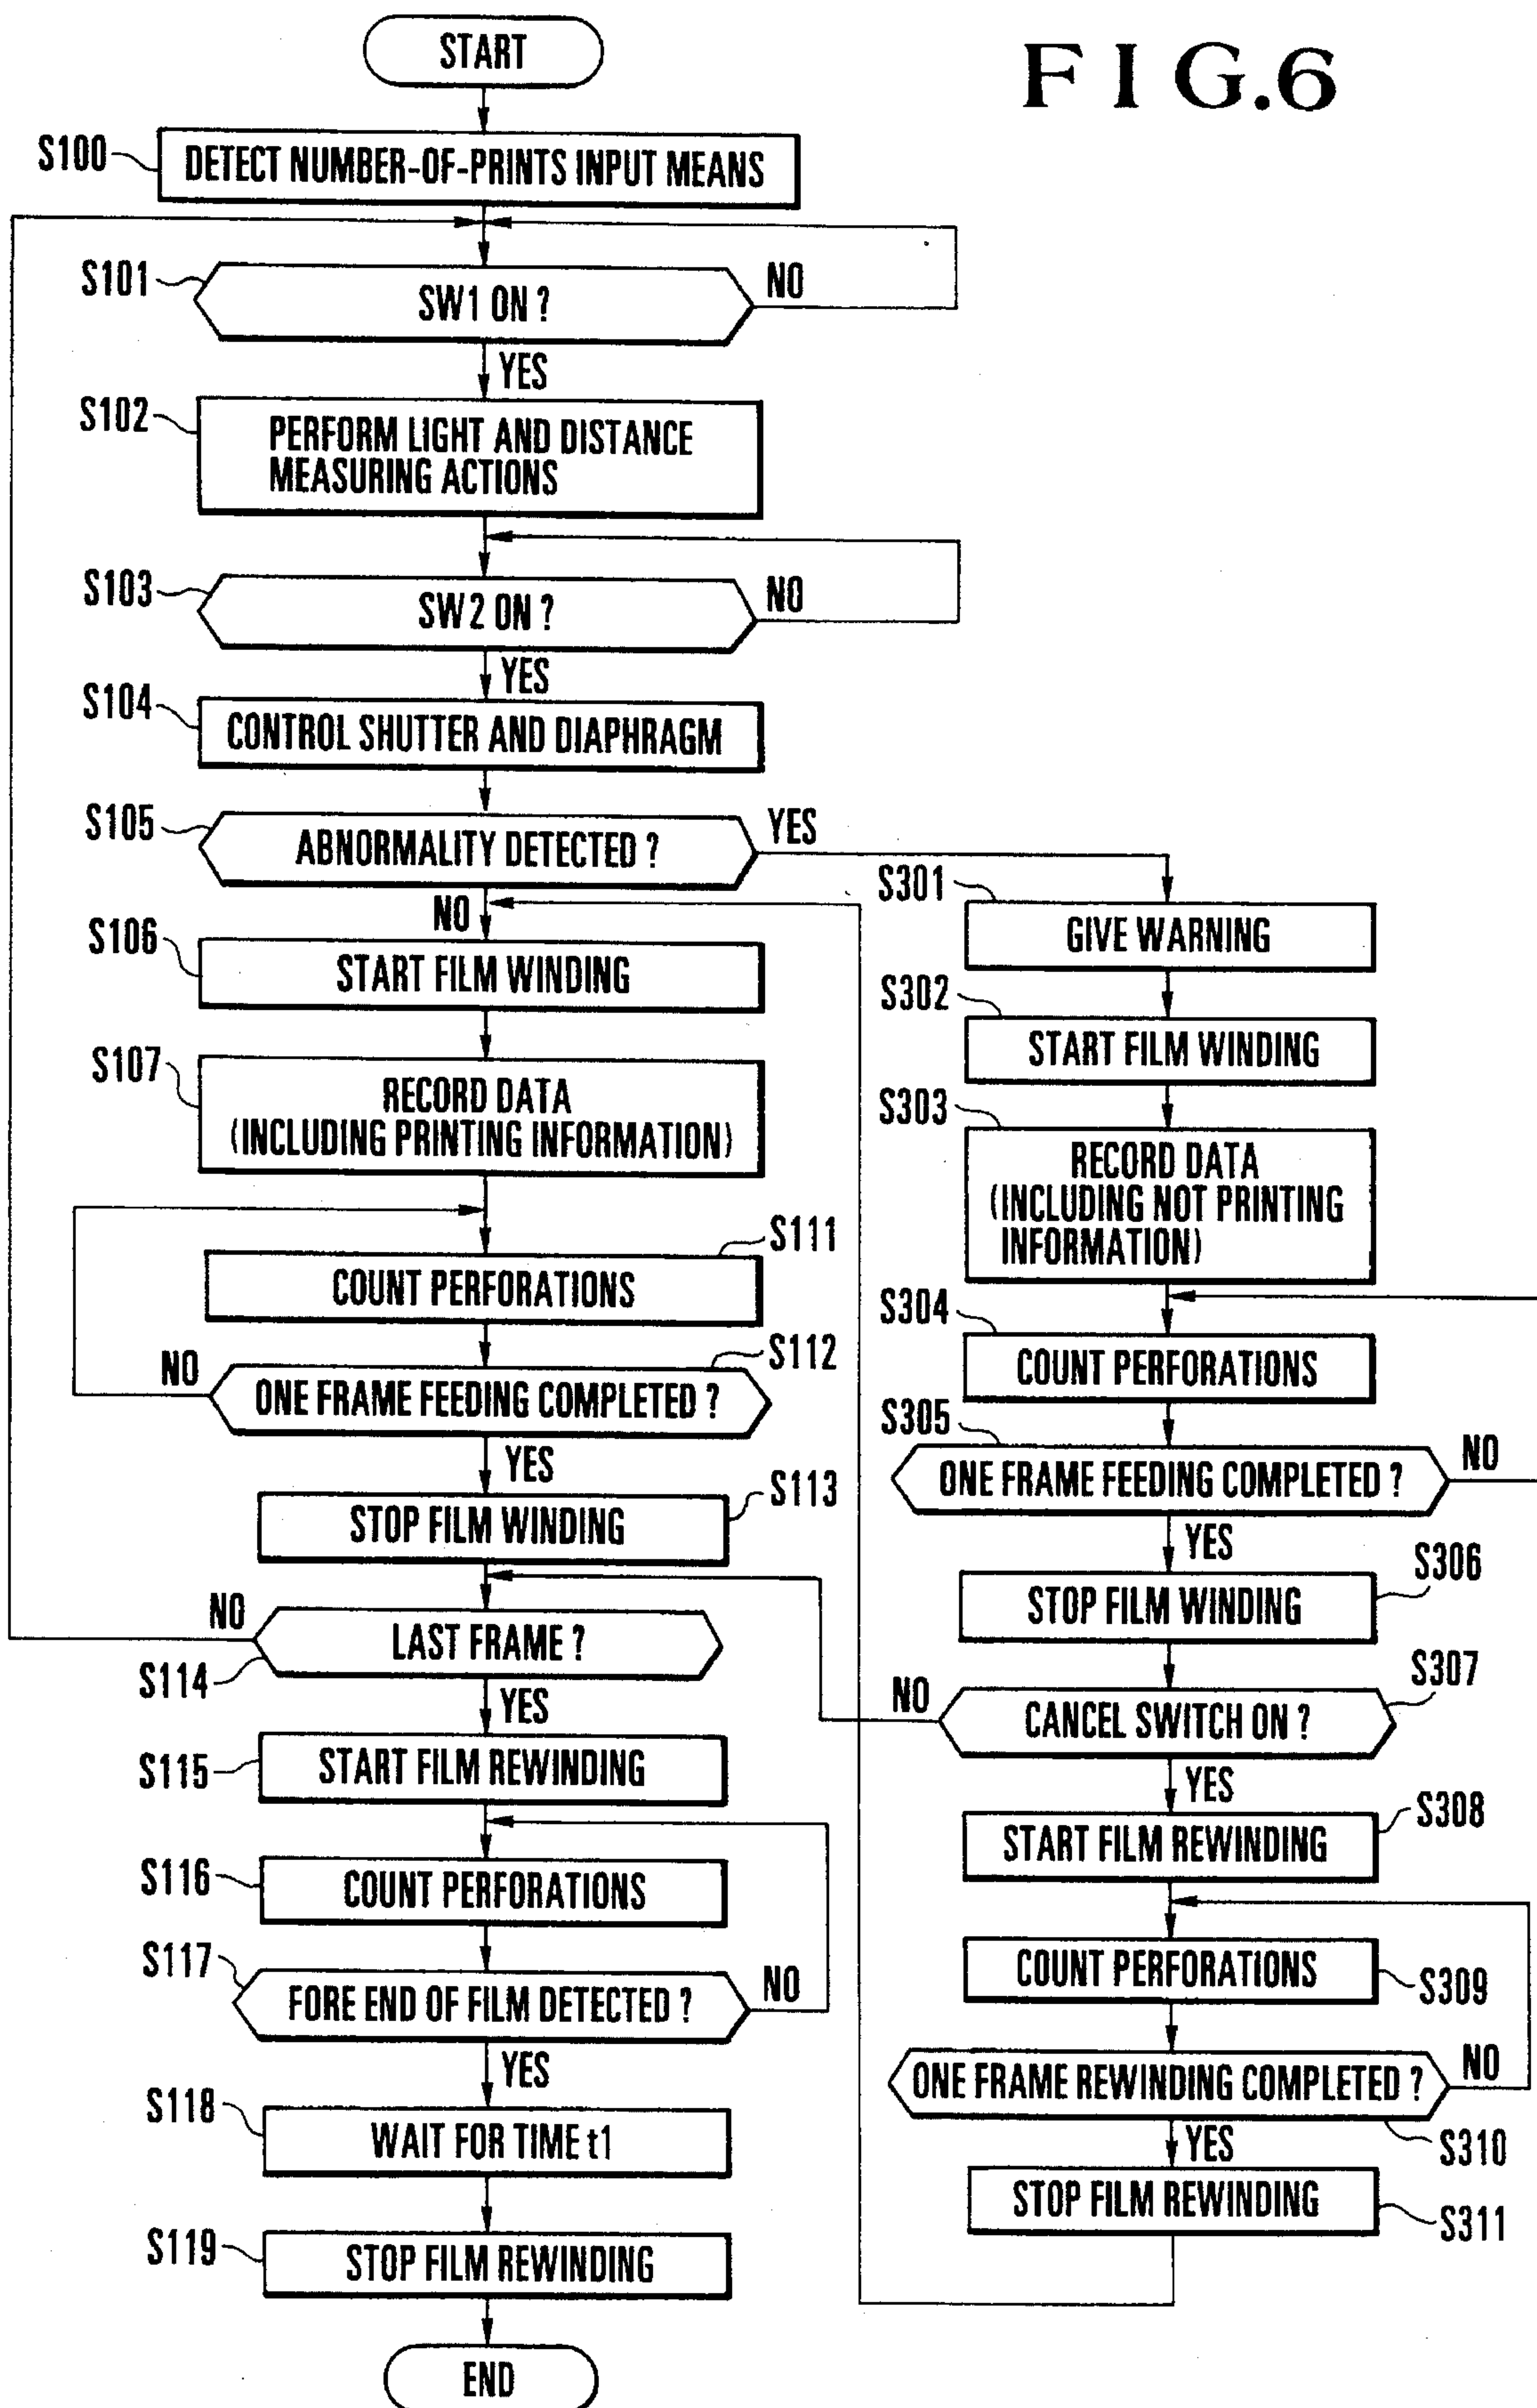 FIG.6
START
S100
DETECT NUMBER-OF-PRINTS INPUT MEANS
S101
SW1 ON ?
NO
YES
S102
PERFORM LIGHT AND DISTANCE
MEASURING ACTIONS
S103
SW2 ON ?
NO
YES
S104
CONTROL SHUTTER AND DIAPHRAGM
S105
ABNORMALITY DETECTED ?
YES
NO
S106
START FILM WINDING
S107
RECORD DATA
(INCLUDING PRINTING INFORMATION)
S111
COUNT PERFORATIONS
S112
ONE FRAME FEEDING COMPLETED ?
NO
YES
S113
STOP FILM WINDING
NO
LAST FRAME ?
S114
YES
S115
START FILM REWINDING
S116
COUNT PERFORATIONS
S117
FORE END OF FILM DETECTED ?
NO
YES
S118
WAIT FOR TIME t1
S119
STOP FILM REWINDING
END
S301
GIVE WARNING
S302
START FILM WINDING
S303
RECORD DATA
(INCLUDING NOT PRINTING
INFORMATION)
S304
COUNT PERFORATIONS
S305
ONE FRAME FEEDING COMPLETED ?
NO
YES
S306
STOP FILM WINDING
S307
NO
CANCEL SWITCH ON ?
YES
S308
START FILM REWINDING
COUNT PERFORATIONS
S309
ONE FRAME REWINDING COMPLETED ?
NO
S310
YES
STOP FILM REWINDING
S311